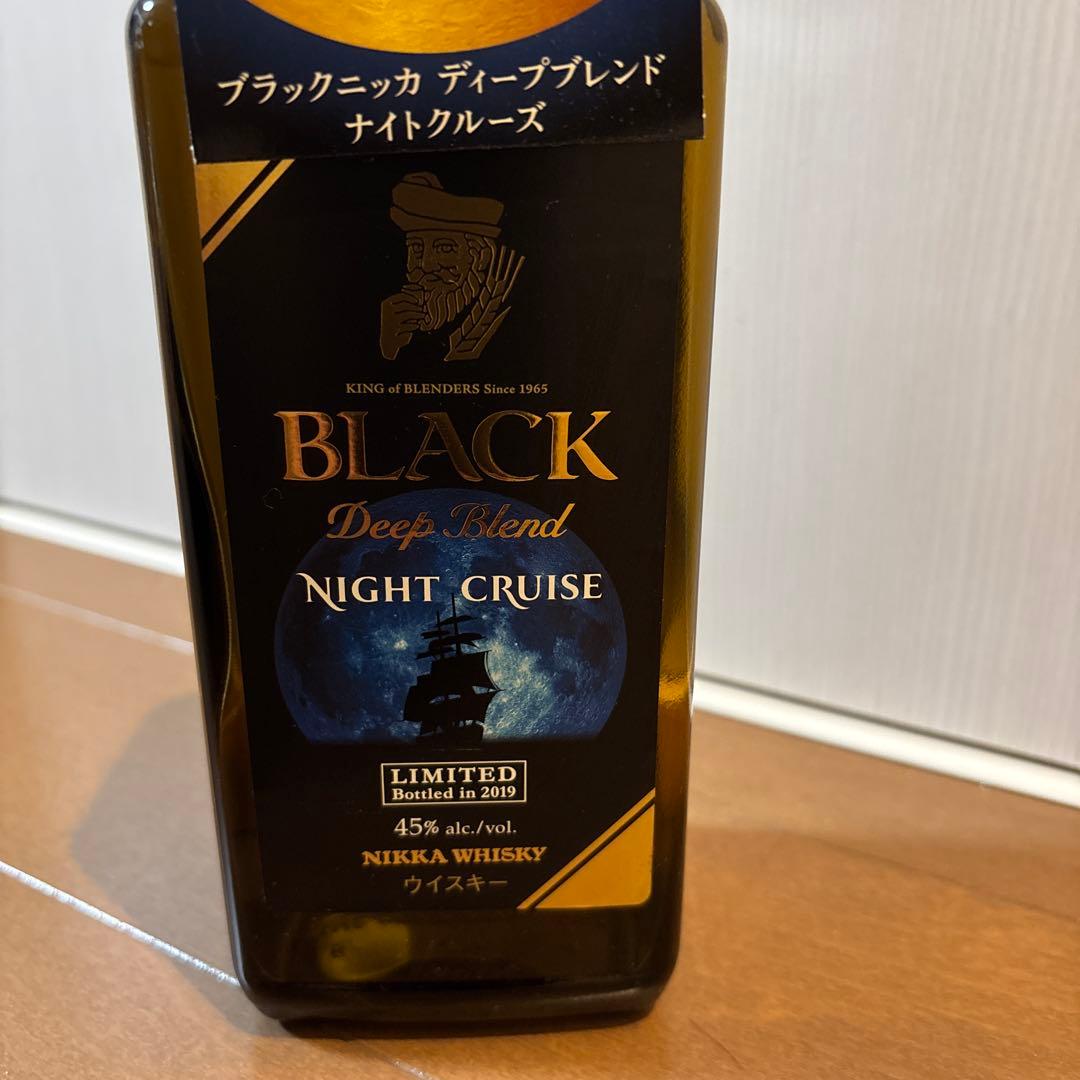 ブラックニッカ ディープブレンド
ナイトクルーズ
KING of BLENDERS Since 1965
BLACK
Deep Blend
NIGHT CRUISE
LIMITED
Bottled in 2019
45% alc./vol.
NIKKA WHISKY
ウイスキー